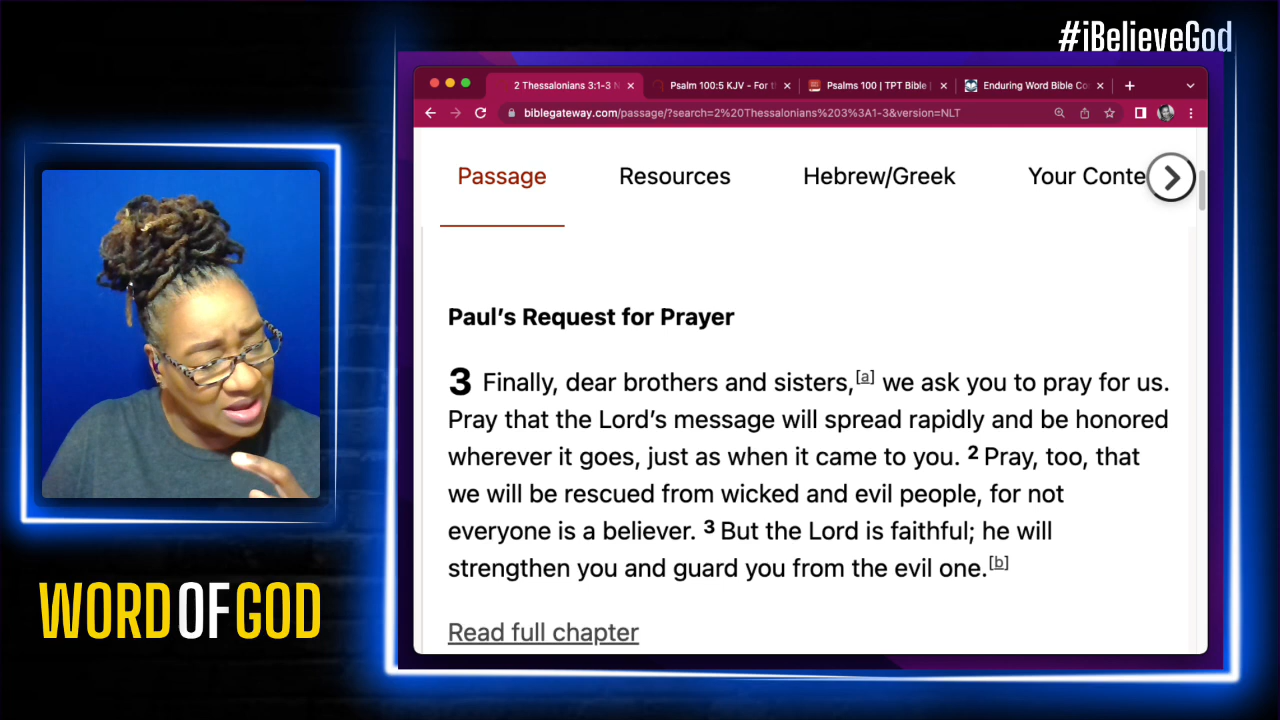 #iBelieveGod
2 Thessalonians 3:1-3 N
Psalm 100:5 KJV - For t
Psalms 100 | TPT Bible |
Enduring Word Bible Co
biblegateway.com/passage/?search=2%20Thessalonians%203%3A1-3&version=NLT
Passage Resources Hebrew/Greek Your Conte
Paul's Request for Prayer
3 Finally, dear brothers and sisters,[a] we ask you to pray for us.
Pray that the Lord's message will spread rapidly and be honored
wherever it goes, just as when it came to you. 2 Pray, too, that
we will be rescued from wicked and evil people, for not
everyone is a believer. 3 But the Lord is faithful; he will
strengthen you and guard you from the evil one.[b]
Read full chapter
WORD OF GOD